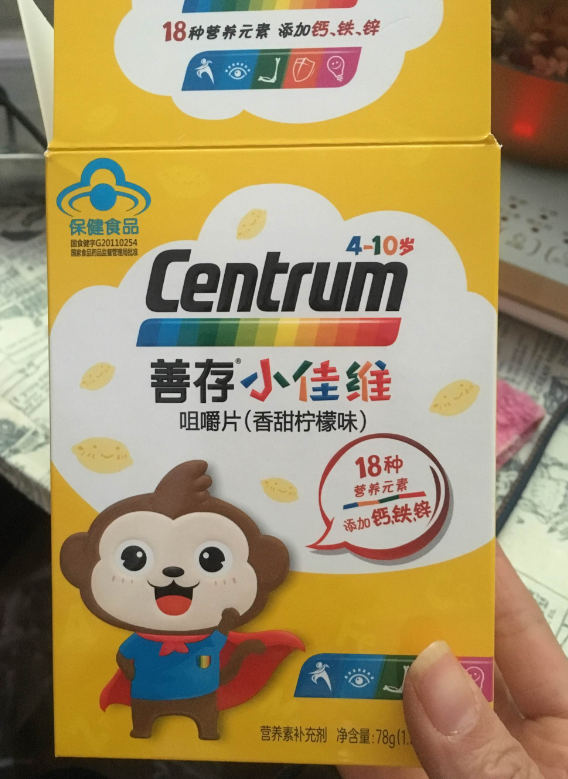 18种营养元素 添加钙、铁、锌
保健食品
国食健字G20110254
国家食品药品监督管理局批准
4-10岁
Centrum
善存®小佳维
咀嚼片(香甜柠檬味)
18种
营养元素
添加钙、铁、锌
营养素补充剂 净含量:78g(1.